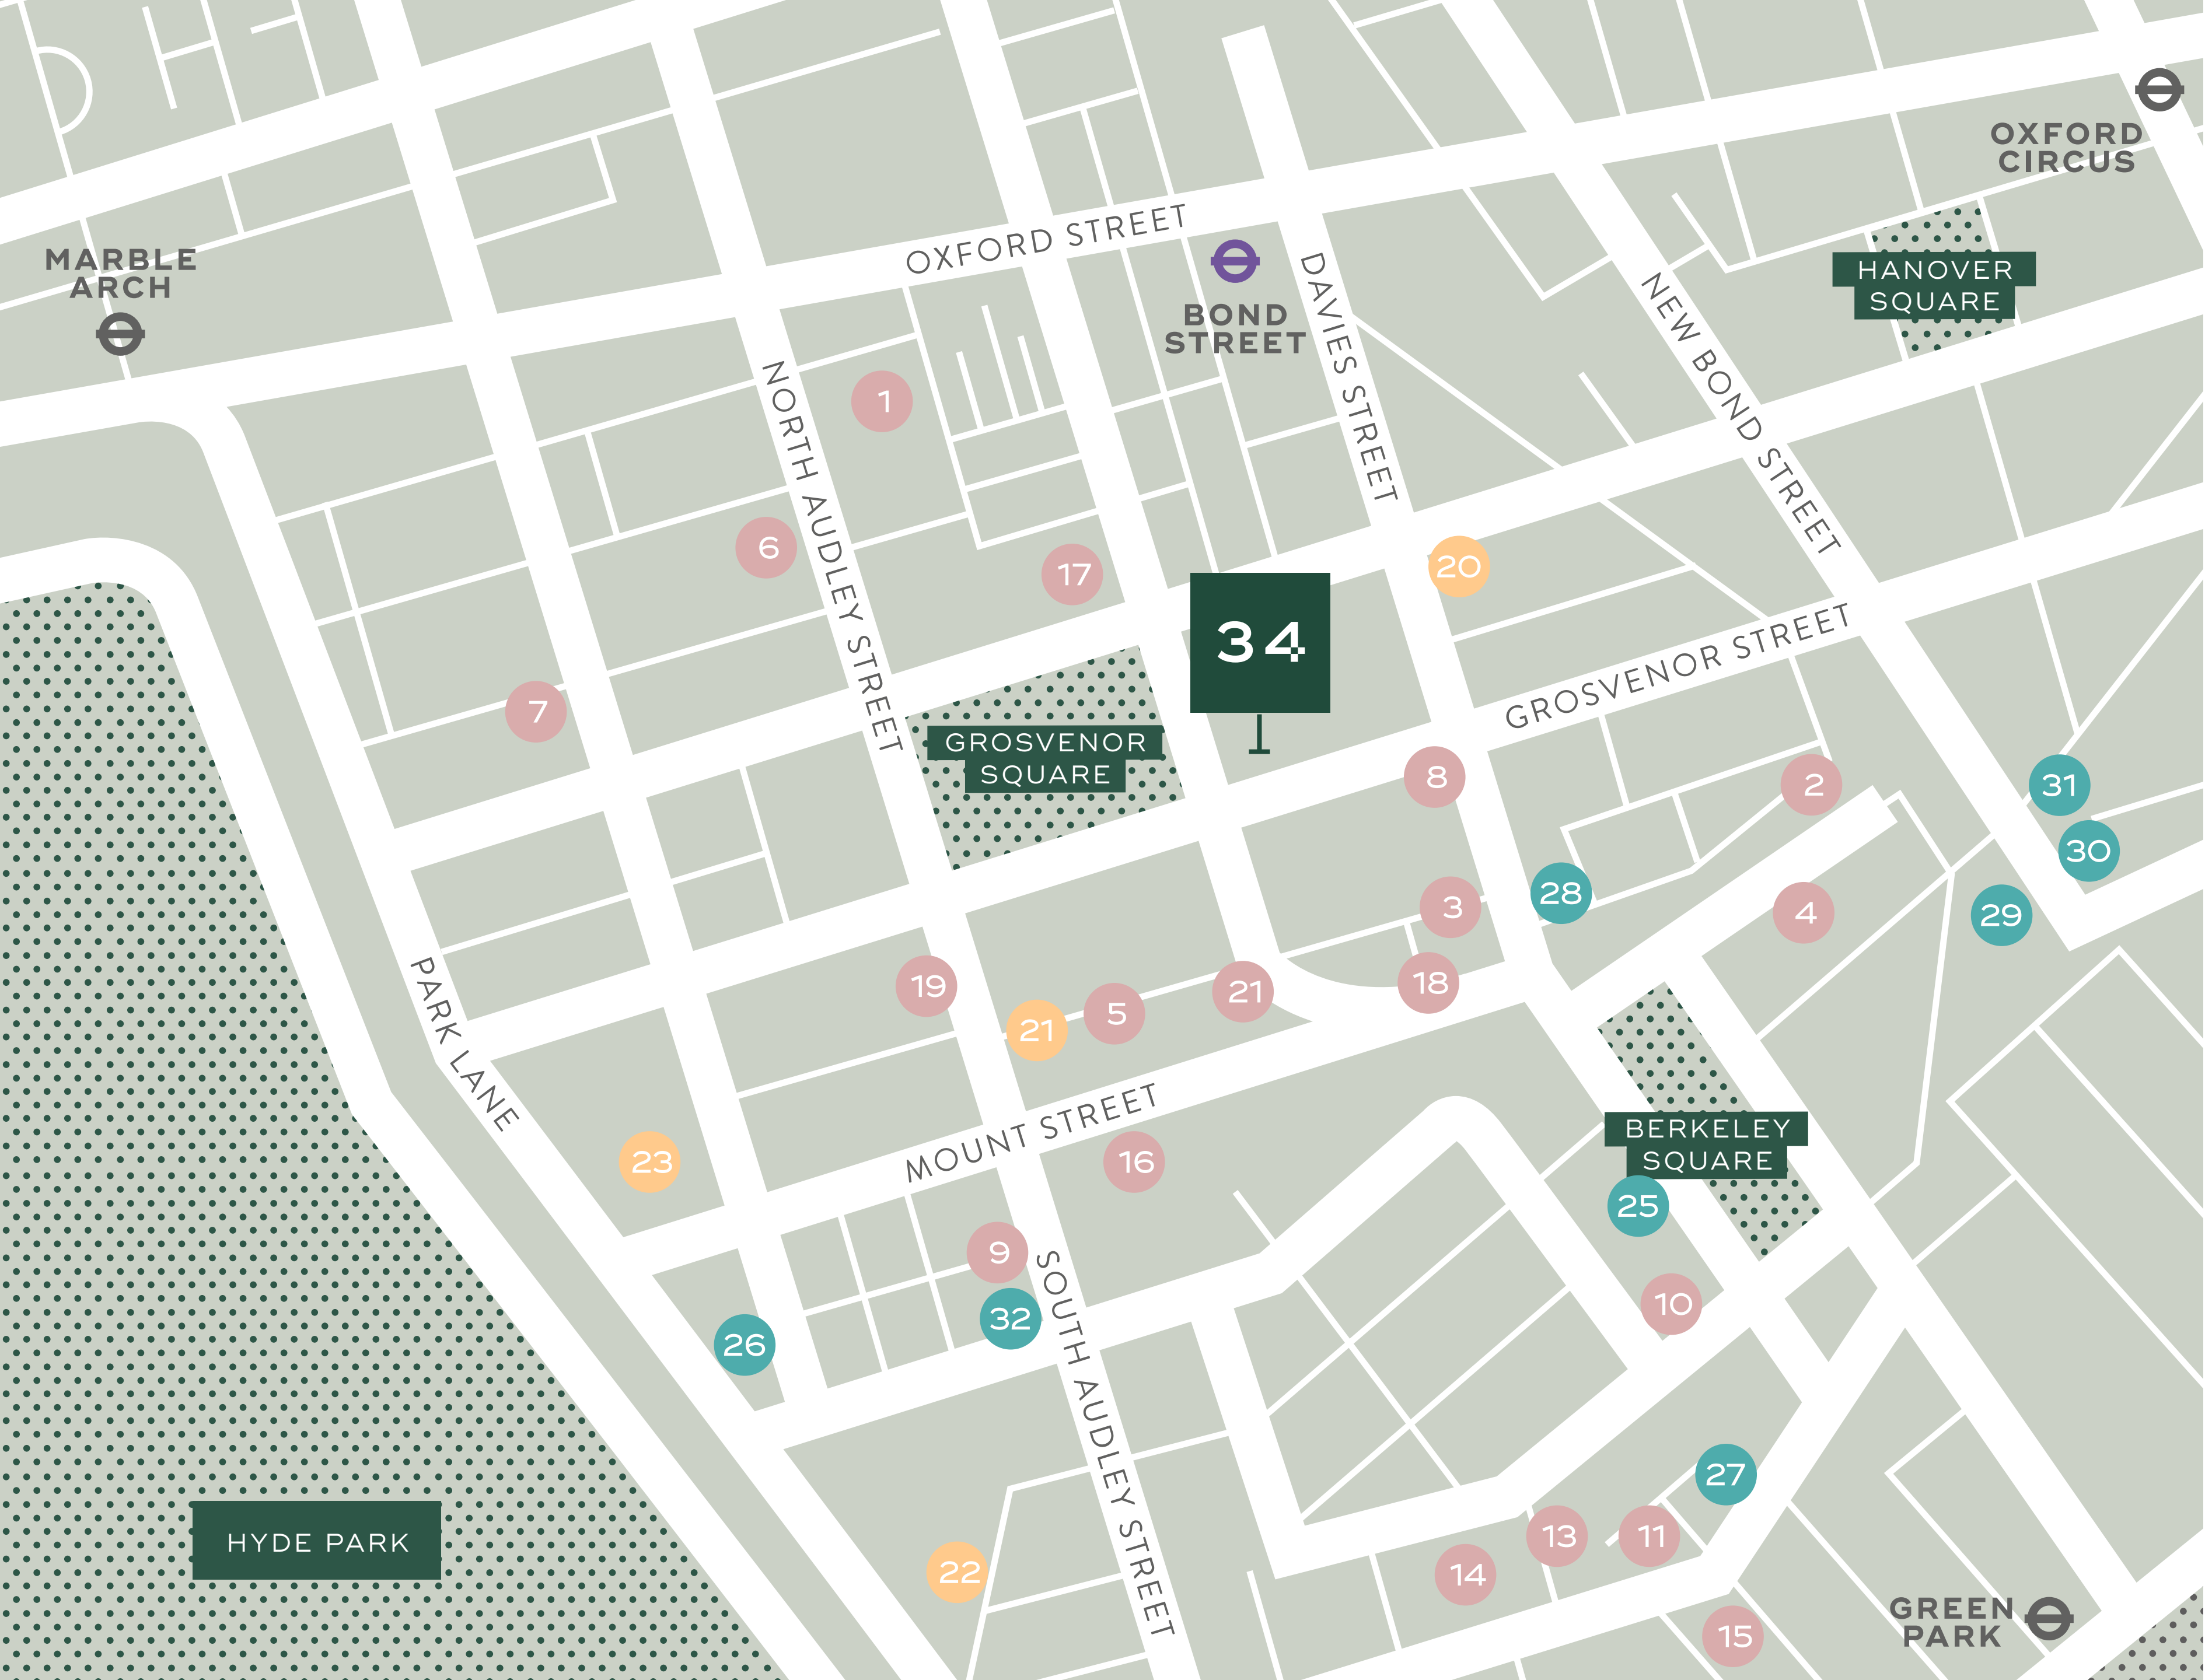 OXFORD
CIRCUS
OXFORD STREET
MARBLE
ARCH
HANOVER
SQUARE
BOND
STREET
DAVIES STREET
NEW BOND STREET
1
NORTH AUDLEY STREET
6
17
20
34
GROSVENOR STREET
7
GROSVENOR
SQUARE
8
2
31
30
28
3
4
29
19
21
5
21
18
PARK LANE
MOUNT STREET
23
16
BERKELEY
SQUARE
25
9
32
26
SOUTH AUDLEY STREET
10
27
HYDE PARK
22
14
13
11
15
GREEN
PARK